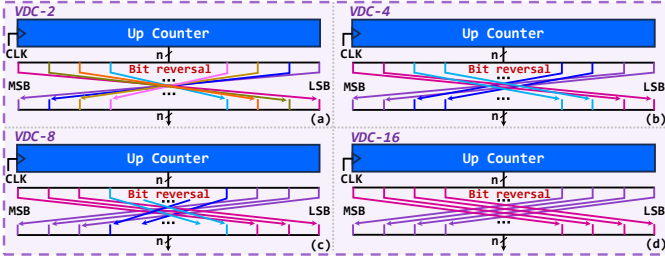 VDC-2
Up Counter
CLK
n
Bit reversal
...
MSB
LSB
...
n
(a)
VDC-4
Up Counter
CLK
n
Bit reversal
...
MSB
LSB
...
n
(b)
VDC-8
Up Counter
CLK
n
Bit reversal
...
MSB
LSB
...
n
(c)
VDC-16
Up Counter
CLK
n
Bit reversal
...
MSB
LSB
...
n
(d)